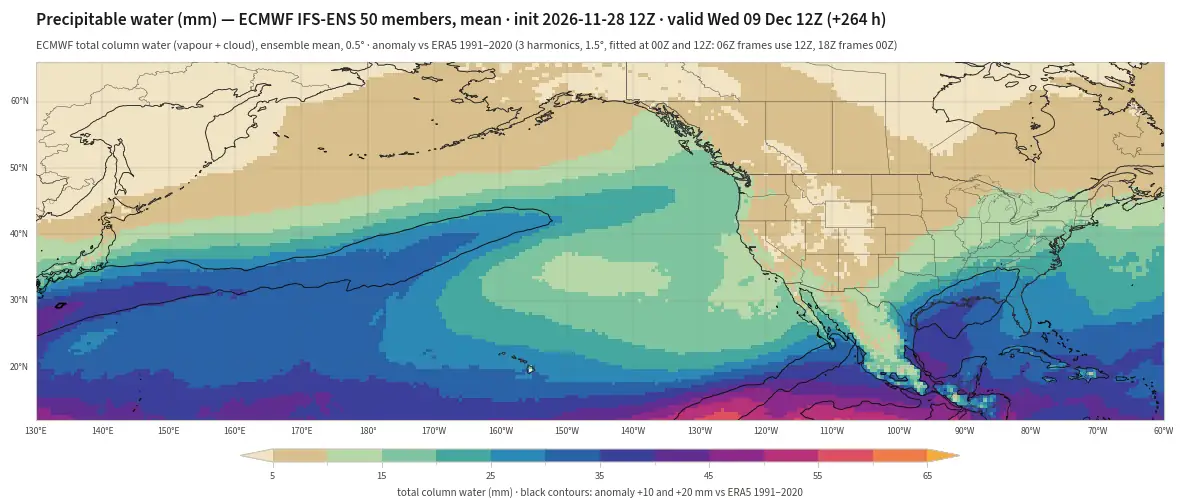 Precipitable water (mm) — ECMWF IFS-ENS 50 members, mean · init 2026-11-28 12Z · valid Wed 09 Dec 12Z (+264 h)
ECMWF total column water (vapour + cloud), ensemble mean, 0.5° · anomaly vs ERA5 1991–2020 (3 harmonics, 1.5°, fitted at 00Z and 12Z: 06Z frames use 12Z, 18Z frames 00Z)
60°N
50°N
40°N
30°N
20°N
130°E 140°E 150°E 160°E 170°E 180° 170°W 160°W 150°W 140°W 130°W 120°W 110°W 100°W 90°W 80°W 70°W 60°W
5 15 25 35 45 55 65
total column water (mm) · black contours: anomaly +10 and +20 mm vs ERA5 1991–2020